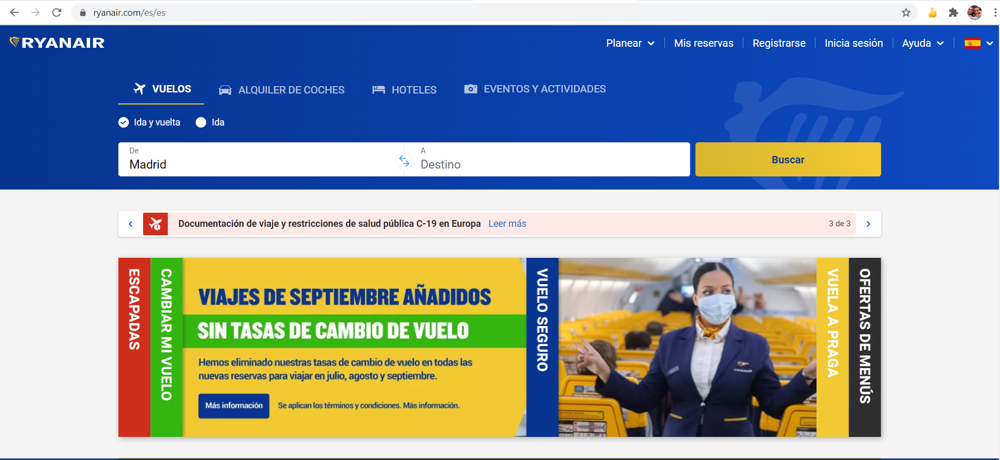 ryanair.com/es/es
RYANAIR
Planear
Mis reservas
Registrarse
Inicia sesión
Ayuda
VUELOS
ALQUILER DE COCHES
HOTELES
EVENTOS Y ACTIVIDADES
Ida y vuelta
Ida
De
Madrid
A
Destino
Buscar
Documentación de viaje y restricciones de salud pública C-19 en Europa Leer más
3 de 3
ESCAPADAS
CAMBIAR MI VUELO
VIAJES DE SEPTIEMBRE AÑADIDOS
SIN TASAS DE CAMBIO DE VUELO
Hemos eliminado nuestras tasas de cambio de vuelo en todas las
nuevas reservas para viajar en julio, agosto y septiembre.
Más información
Se aplican los términos y condiciones. Más información.
VUELO SEGURO
RYANAIR
VUELA A PRAGA
OFERTAS DE MENÚS